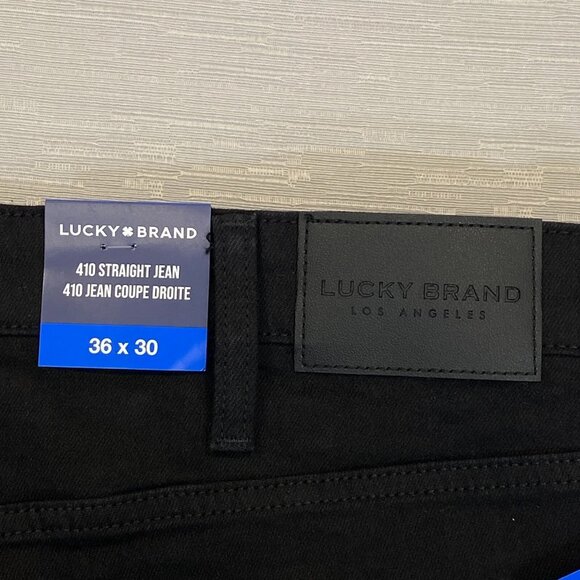 LUCKY BRAND
410 STRAIGHT JEAN
410 JEAN COUPE DROITE
36 x 30
LUCKY BRAND
LOS ANGELES